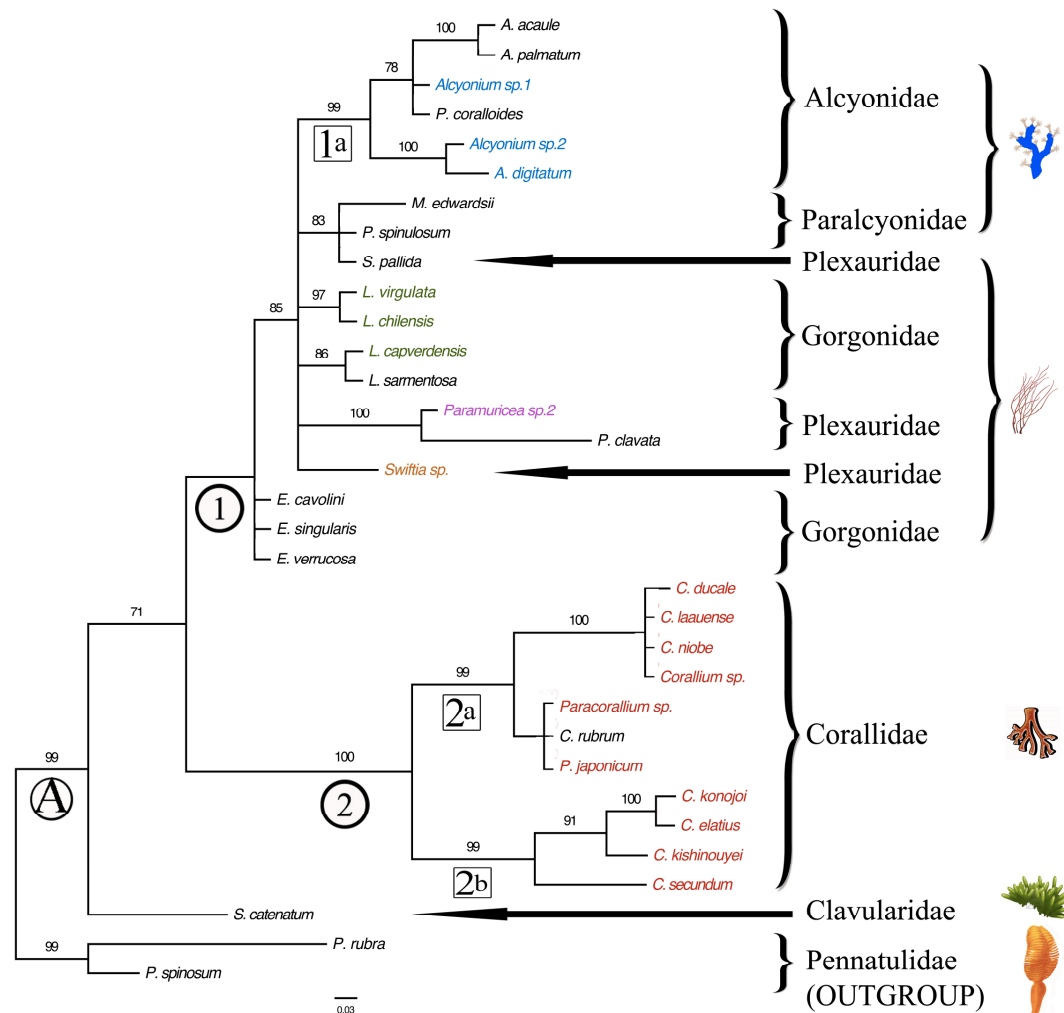 A. acaule
100
A. palmatum
78
Alcyonium sp.1
Alcyonidae
P. coralloides
99
1a
Alcyonium sp.2
100
A. digitatum
M. edwardsii
83
P. spinulosum
Paralcyonidae
S. pallida
Plexauridae
L. virgulata
97
L. chilensis
Gorgonidae
85
L. capverdensis
86
L. sarmentosa
Paramuricea sp.2
100
P. clavata
Plexauridae
Swiftia sp.
Plexauridae
1
E. cavolini
E. singularis
Gorgonidae
E. verrucosa
C. ducale
71
C. laauense
100
C. niobe
99
Corallium sp.
2a
Paracorallium sp.
C. rubrum
Corallidae
P. japonicum
99
100
A
2
C. konojoi
100
C. elatius
91
C. kishinouyei
99
2b
C. secundum
S. catenatum
Clavularidae
P. rubra
99
P. spinosum
Pennatulidae
(OUTGROUP)
0.03